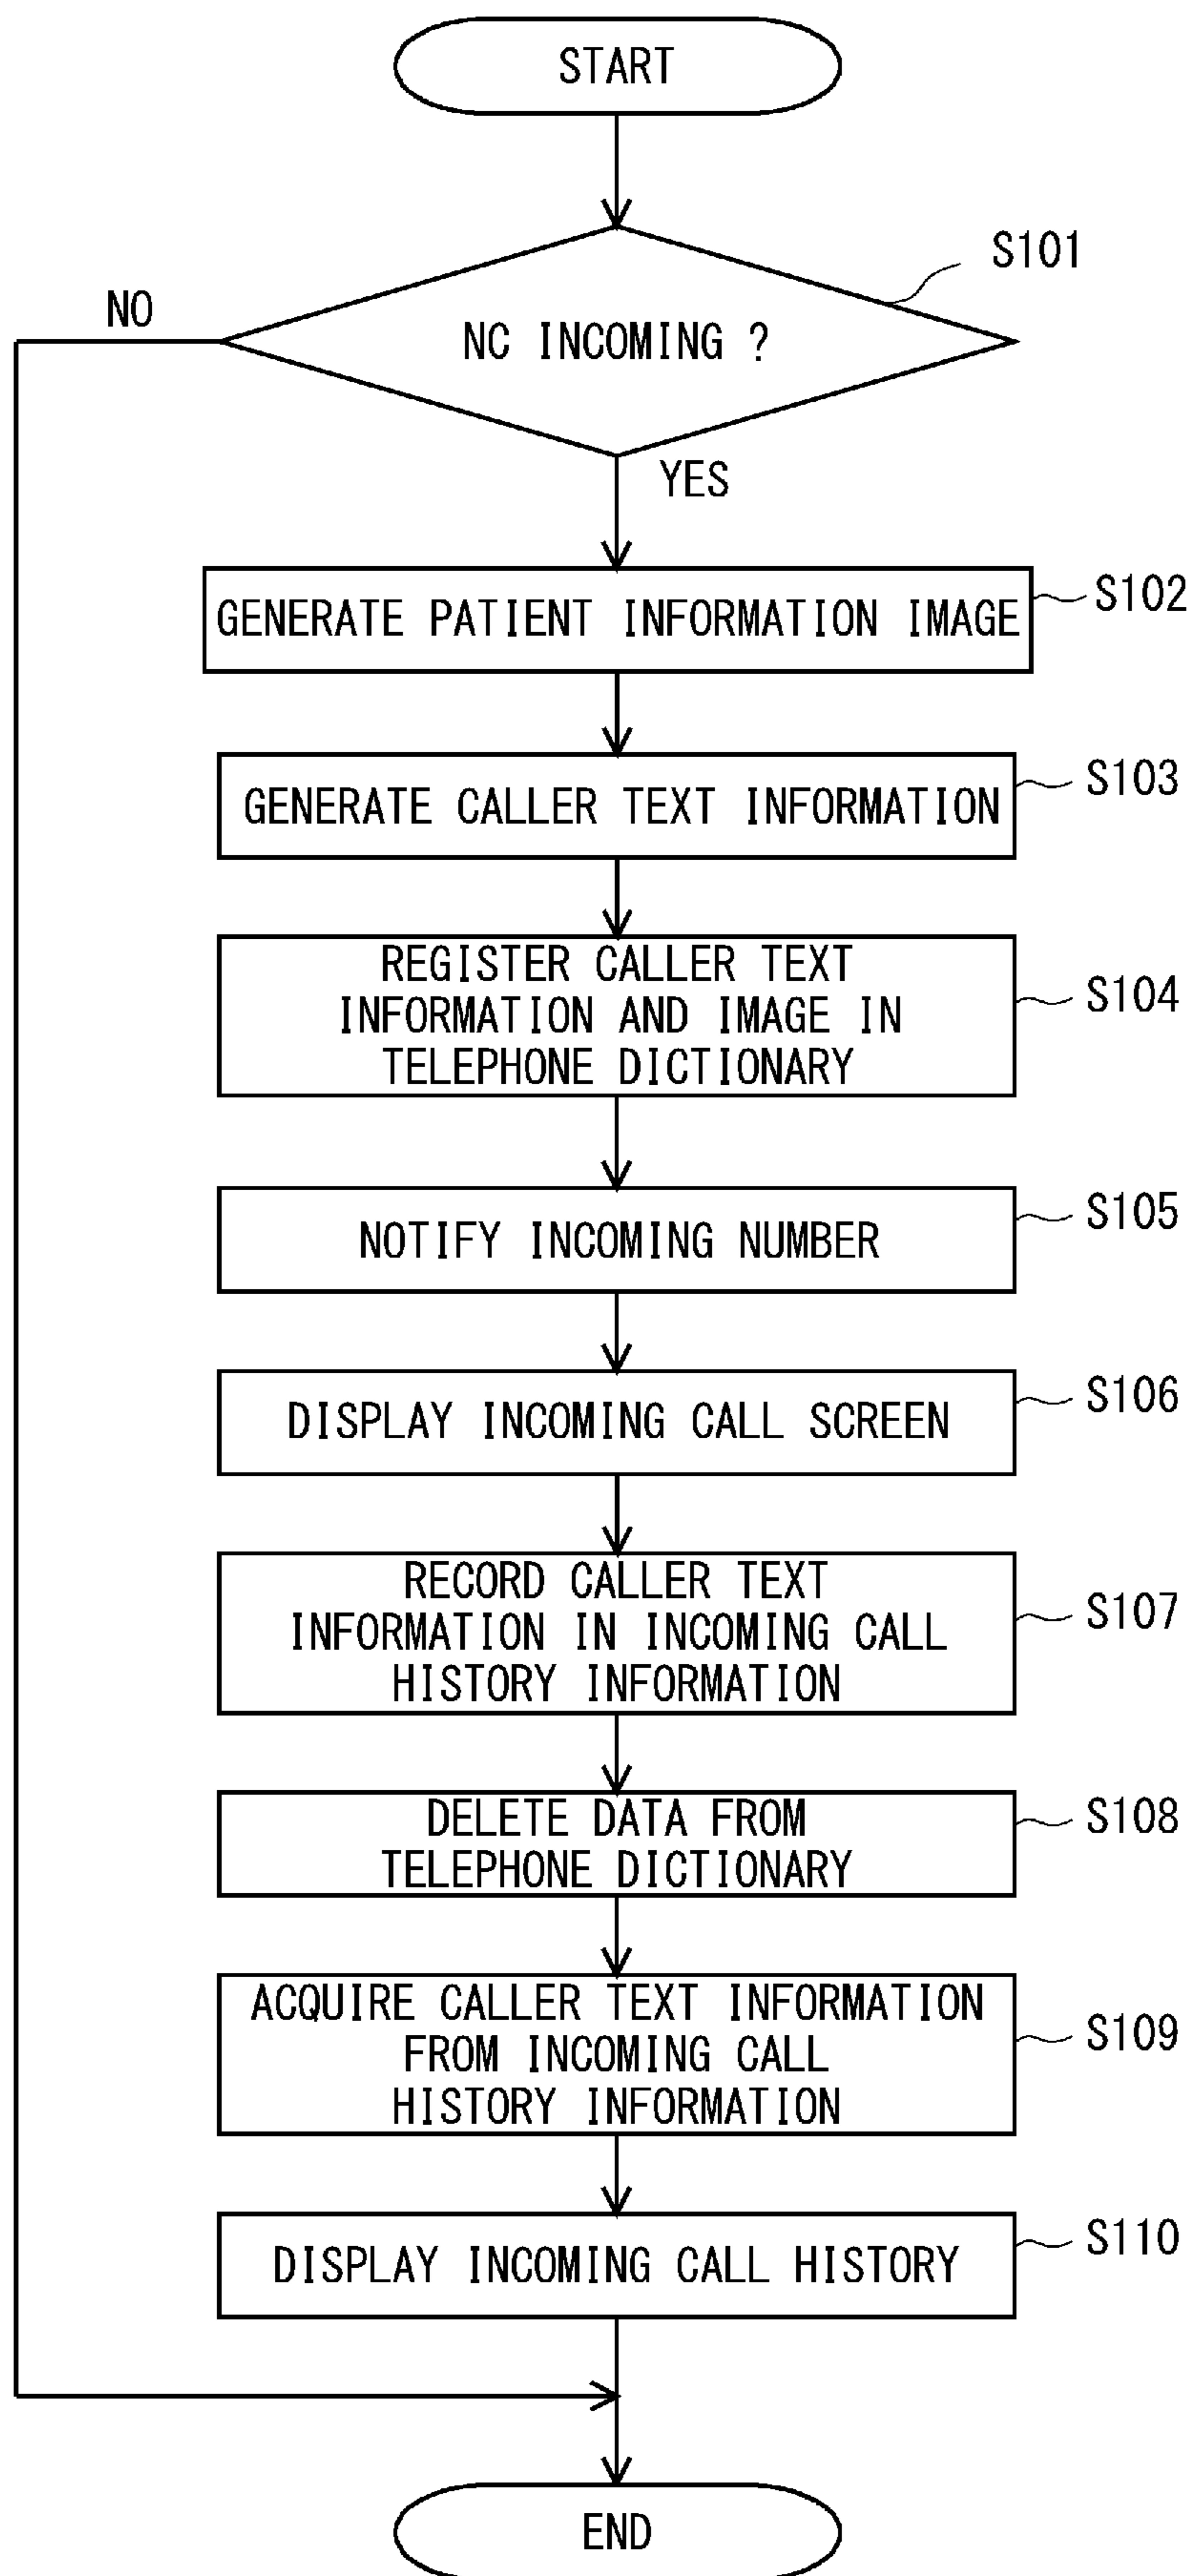 START
S101
NO
NC INCOMING ?
YES
GENERATE PATIENT INFORMATION IMAGE
S102
GENERATE CALLER TEXT INFORMATION
S103
REGISTER CALLER TEXT
INFORMATION AND IMAGE IN
TELEPHONE DICTIONARY
S104
NOTIFY INCOMING NUMBER
S105
DISPLAY INCOMING CALL SCREEN
S106
RECORD CALLER TEXT
INFORMATION IN INCOMING CALL
HISTORY INFORMATION
S107
DELETE DATA FROM
TELEPHONE DICTIONARY
S108
ACQUIRE CALLER TEXT INFORMATION
FROM INCOMING CALL
HISTORY INFORMATION
S109
DISPLAY INCOMING CALL HISTORY
S110
END